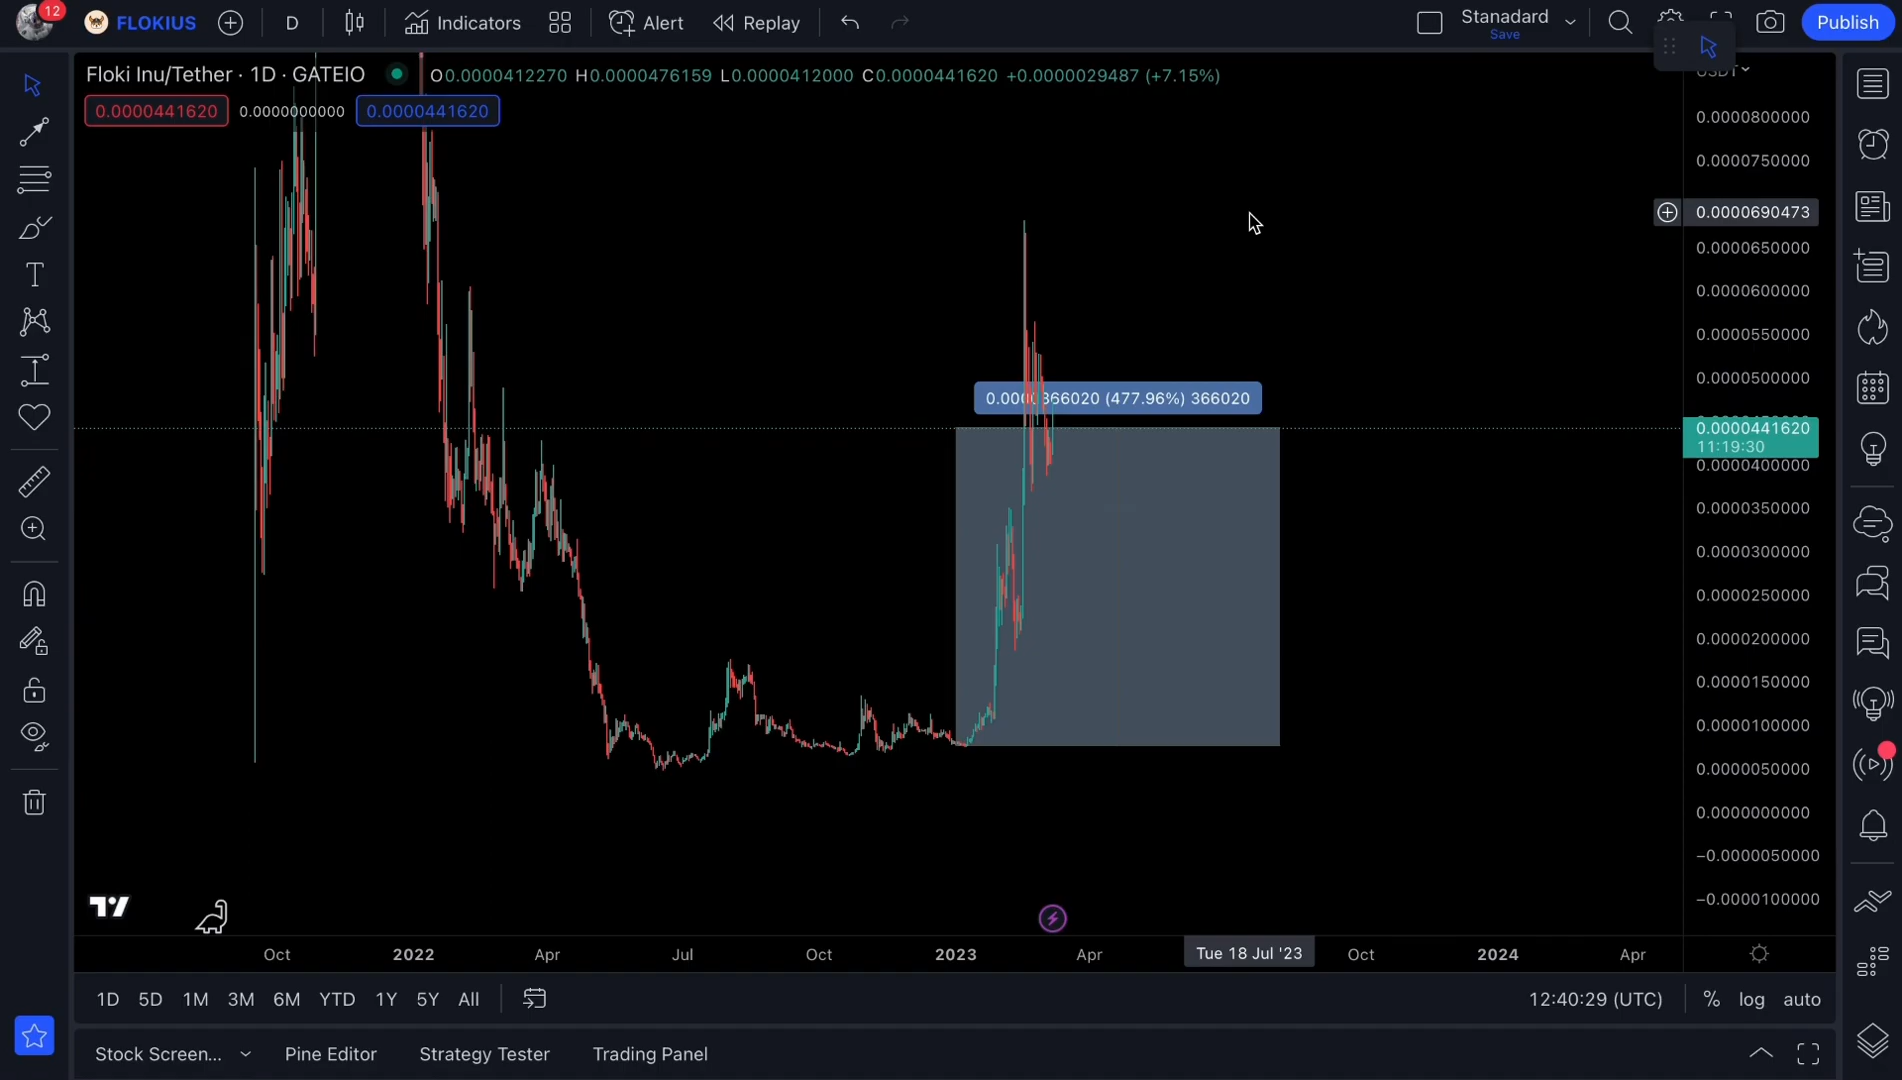 12
FLOKIUS
D
Indicators
Alert
Replay
Stanadard
Save
Publish
Floki Inu/Tether · 1D · GATEIO
O0.0000412270 H0.0000476159 L0.0000412000 C0.0000441620 +0.0000029487 (+7.15%)
0.0000441620 0.0000000000 0.0000441620
USDT
0.0000800000
0.0000750000
0.0000690473
0.0000650000
0.0000600000
0.0000550000
0.0000500000
0.0000366020 (477.96%) 366020
0.0000441620
11:19:30
0.0000400000
0.0000350000
0.0000300000
0.0000250000
0.0000200000
0.0000150000
0.0000100000
0.0000050000
0.0000000000
−0.0000050000
−0.0000100000
Oct 2022 Apr Jul Oct 2023 Apr Tue 18 Jul '23 Oct 2024 Apr
1D 5D 1M 3M 6M YTD 1Y 5Y All
12:40:29 (UTC) % log auto
Stock Screen... Pine Editor Strategy Tester Trading Panel